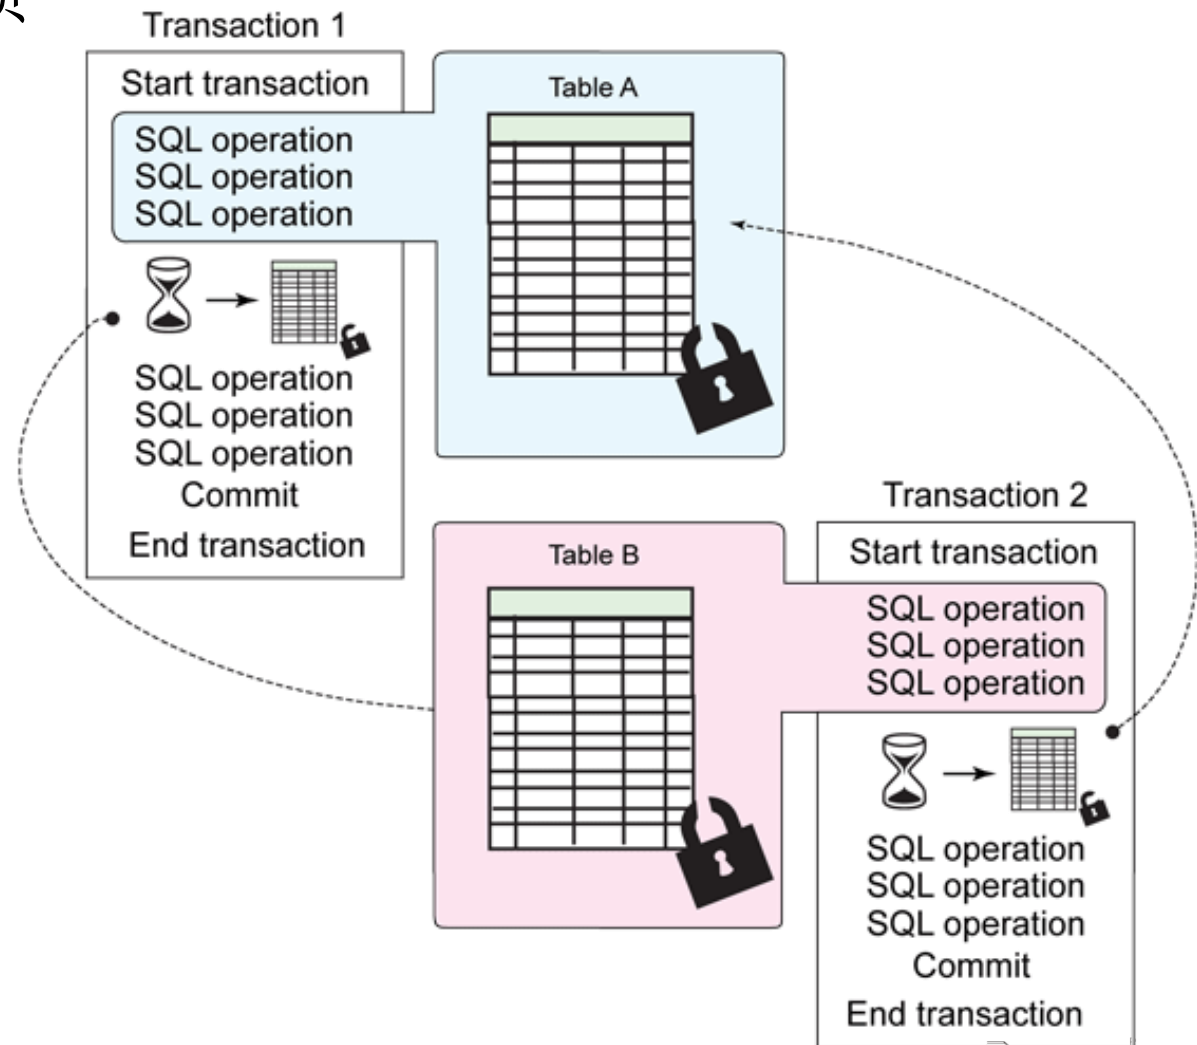 Transaction 1
Start transaction
SQL operation
SQL operation
SQL operation
SQL operation
SQL operation
SQL operation
Commit
End transaction
Table A
Table B
Transaction 2
Start transaction
SQL operation
SQL operation
SQL operation
SQL operation
SQL operation
SQL operation
Commit
End transaction